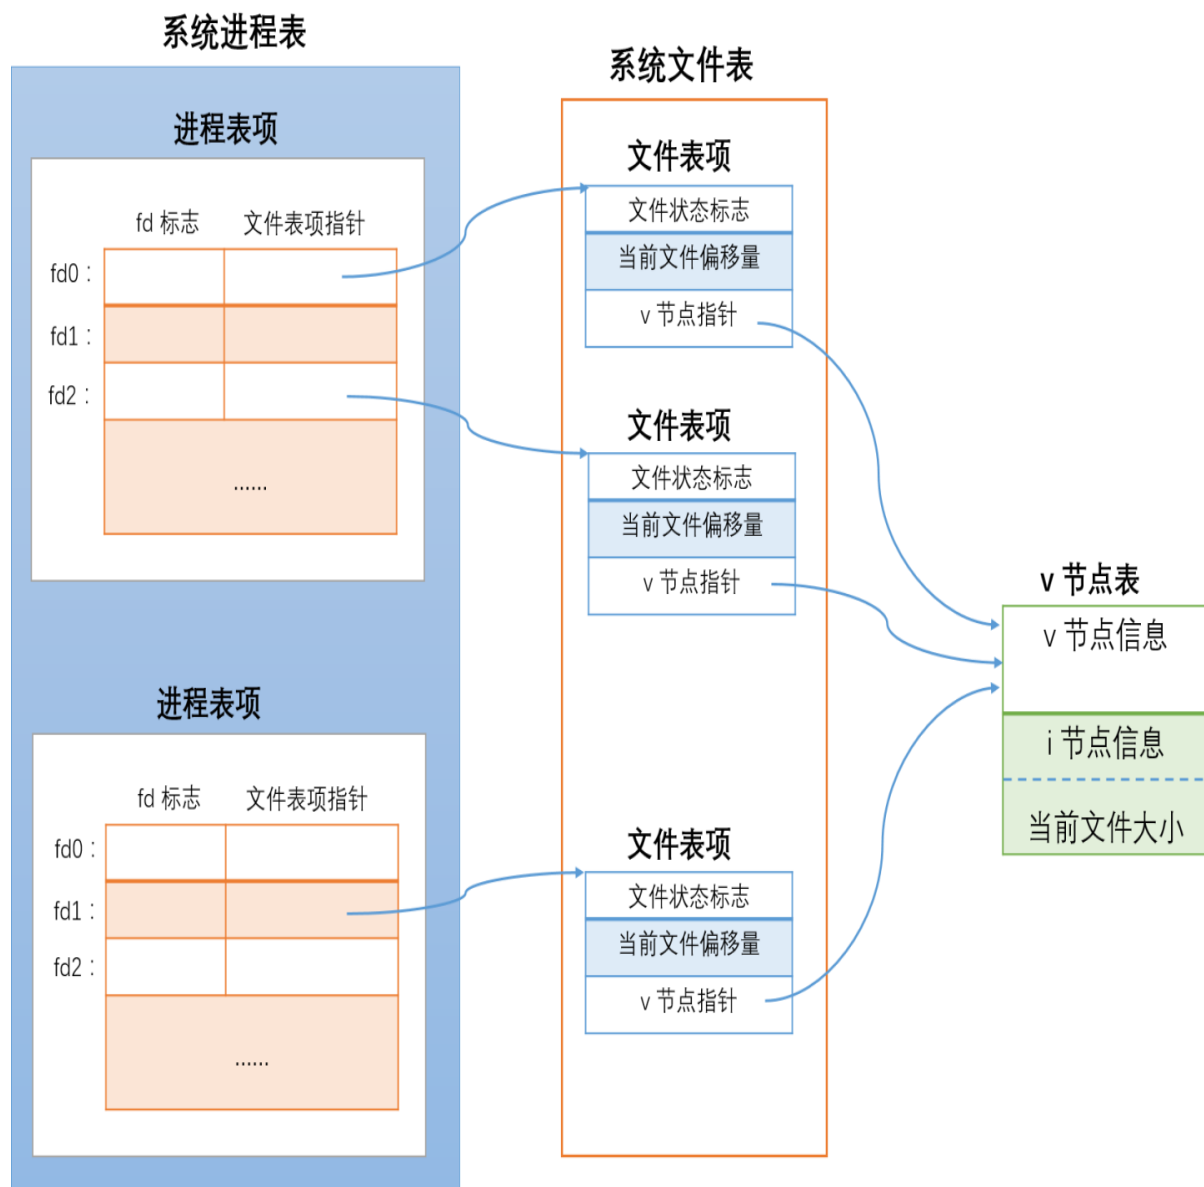 系统进程表
进程表项
fd 标志 文件表项指针
fd0：
fd1：
fd2：
......
进程表项
fd 标志 文件表项指针
fd0：
fd1：
fd2：
......
系统文件表
文件表项
文件状态标志
当前文件偏移量
v 节点指针
文件表项
文件状态标志
当前文件偏移量
v 节点指针
文件表项
文件状态标志
当前文件偏移量
v 节点指针
v 节点表
v 节点信息
i 节点信息
当前文件大小